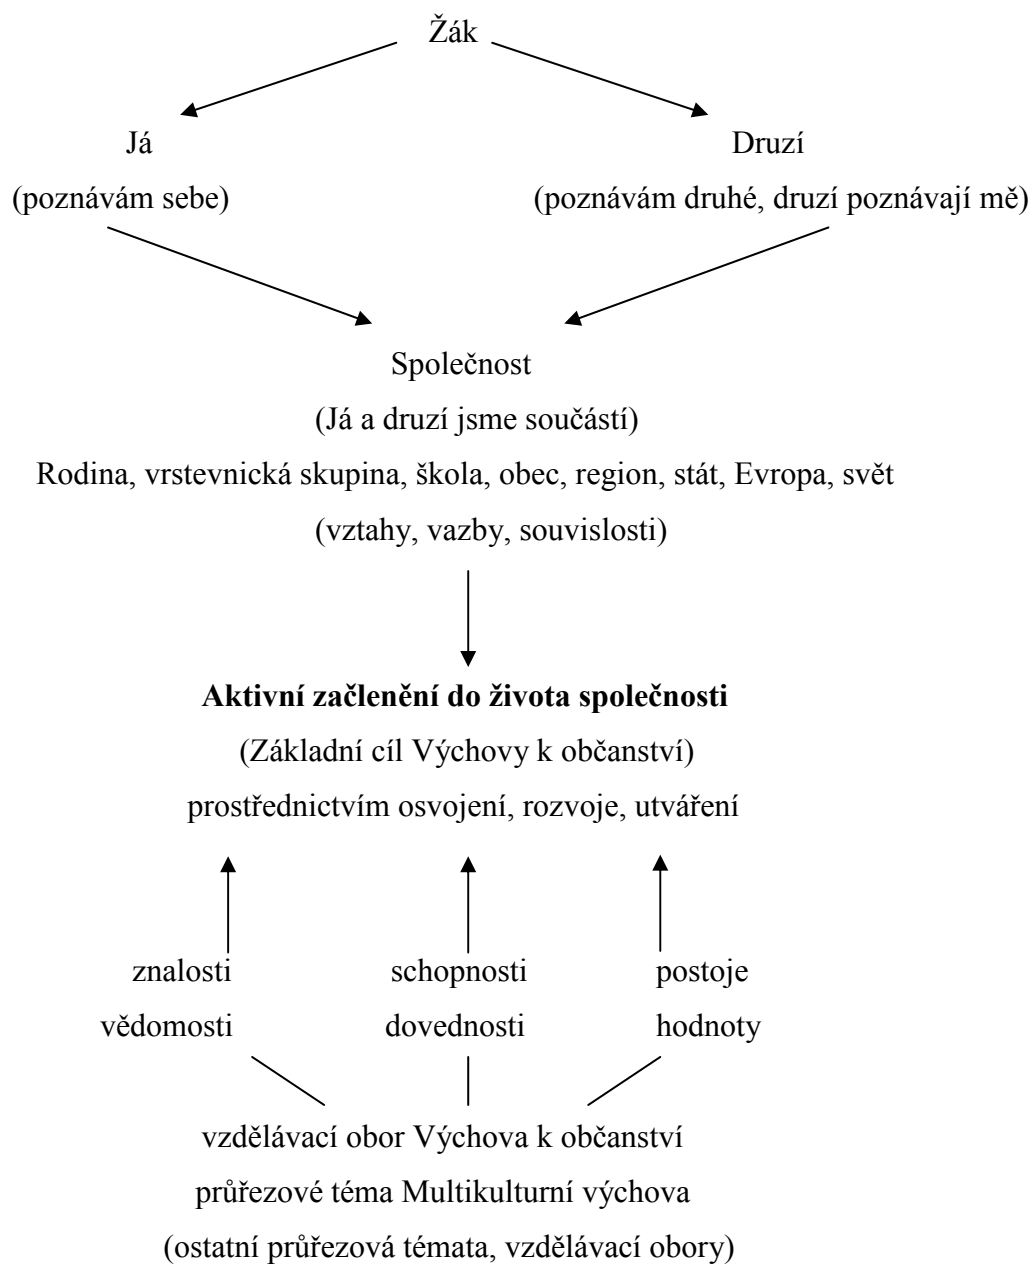 Žák
Já Druzí
(poznávám sebe) (poznávám druhé, druzí poznávají mě)
Společnost
(Já a druzí jsme součástí)
Rodina, vrstevnická skupina, škola, obec, region, stát, Evropa, svět
(vztahy, vazby, souvislosti)
Aktivní začlenění do života společnosti
(Základní cíl Výchovy k občanství)
prostřednictvím osvojení, rozvoje, utváření
znalosti schopnosti postoje
vědomosti dovednosti hodnoty
vzdělávací obor Výchova k občanství
průřezové téma Multikulturní výchova
(ostatní průřezová témata, vzdělávací obory)